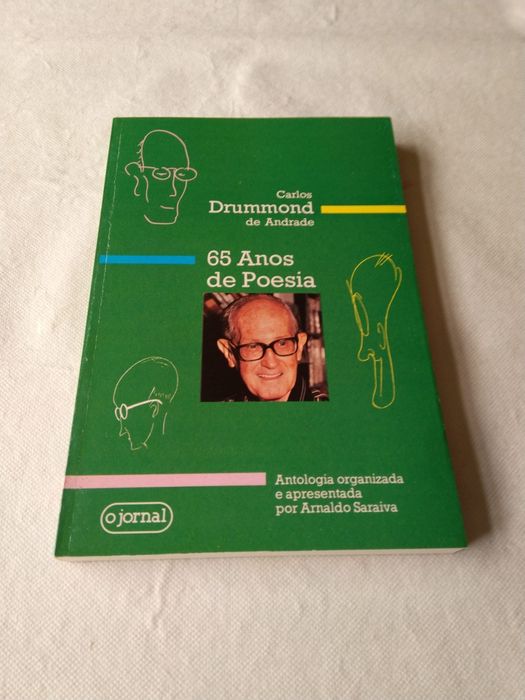 Carlos
Drummond
de Andrade
65 Anos
de Poesia
Antologia organizada
e apresentada
por Arnaldo Saraiva
o jornal